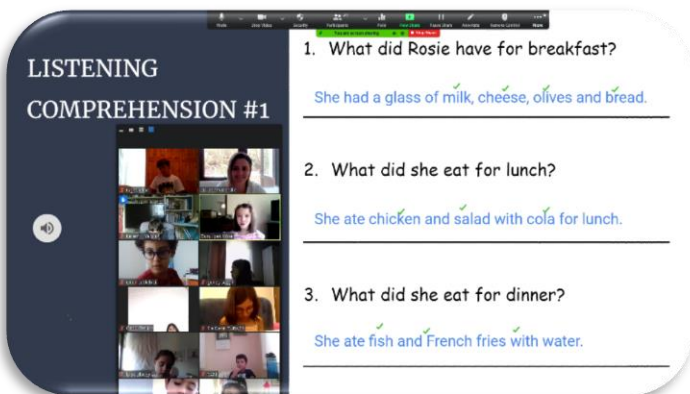 LISTENING
COMPREHENSION #1
1. What did Rosie have for breakfast?
She had a glass of milk, cheese, olives and bread.
2. What did she eat for lunch?
She ate chicken and salad with cola for lunch.
3. What did she eat for dinner?
She ate fish and French fries with water.